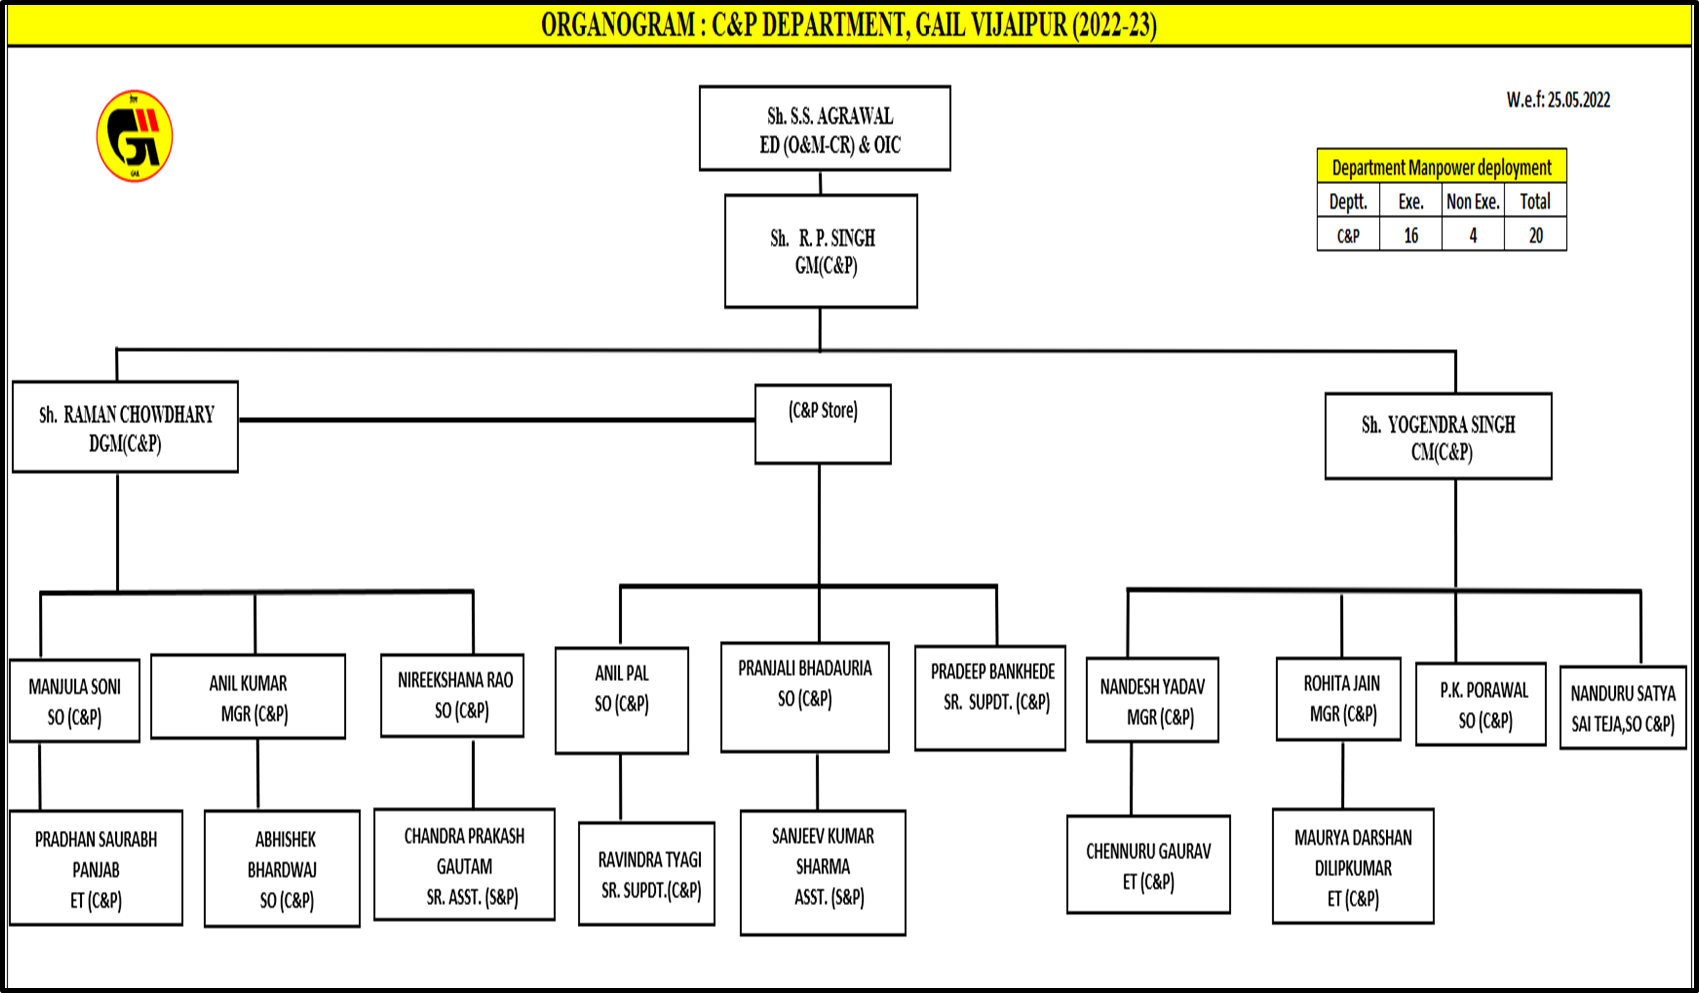 ORGANOGRAM : C&P DEPARTMENT, GAIL VIJAIPUR (2022-23)
GAIL
Sh. S.S. AGRAWAL
ED (O&M-CR) & OIC
W.e.f: 25.05.2022
Department Manpower deployment
Deptt. Exe. Non Exe. Total
C&P 16 4 20
Sh. R. P. SINGH
GM(C&P)
Sh. RAMAN CHOWDHARY
DGM(C&P)
(C&P Store)
Sh. YOGENDRA SINGH
CM(C&P)
MANJULA SONI
SO (C&P)
ANIL KUMAR
MGR (C&P)
NIREEKSHANA RAO
SO (C&P)
ANIL PAL
SO (C&P)
PRANJALI BHADAURIA
SO (C&P)
PRADEEP BANKHEDE
SR. SUPDT. (C&P)
NANDESH YADAV
MGR (C&P)
ROHITA JAIN
MGR (C&P)
P.K. PORAWAL
SO (C&P)
NANDURU SATYA
SAI TEJA,SO C&P)
PRADHAN SAURABH
PANJAB
ET (C&P)
ABHISHEK
BHARDWAJ
SO (C&P)
CHANDRA PRAKASH
GAUTAM
SR. ASST. (S&P)
RAVINDRA TYAGI
SR. SUPDT.(C&P)
SANJEEV KUMAR
SHARMA
ASST. (S&P)
CHENNURU GAURAV
ET (C&P)
MAURYA DARSHAN
DILIPKUMAR
ET (C&P)